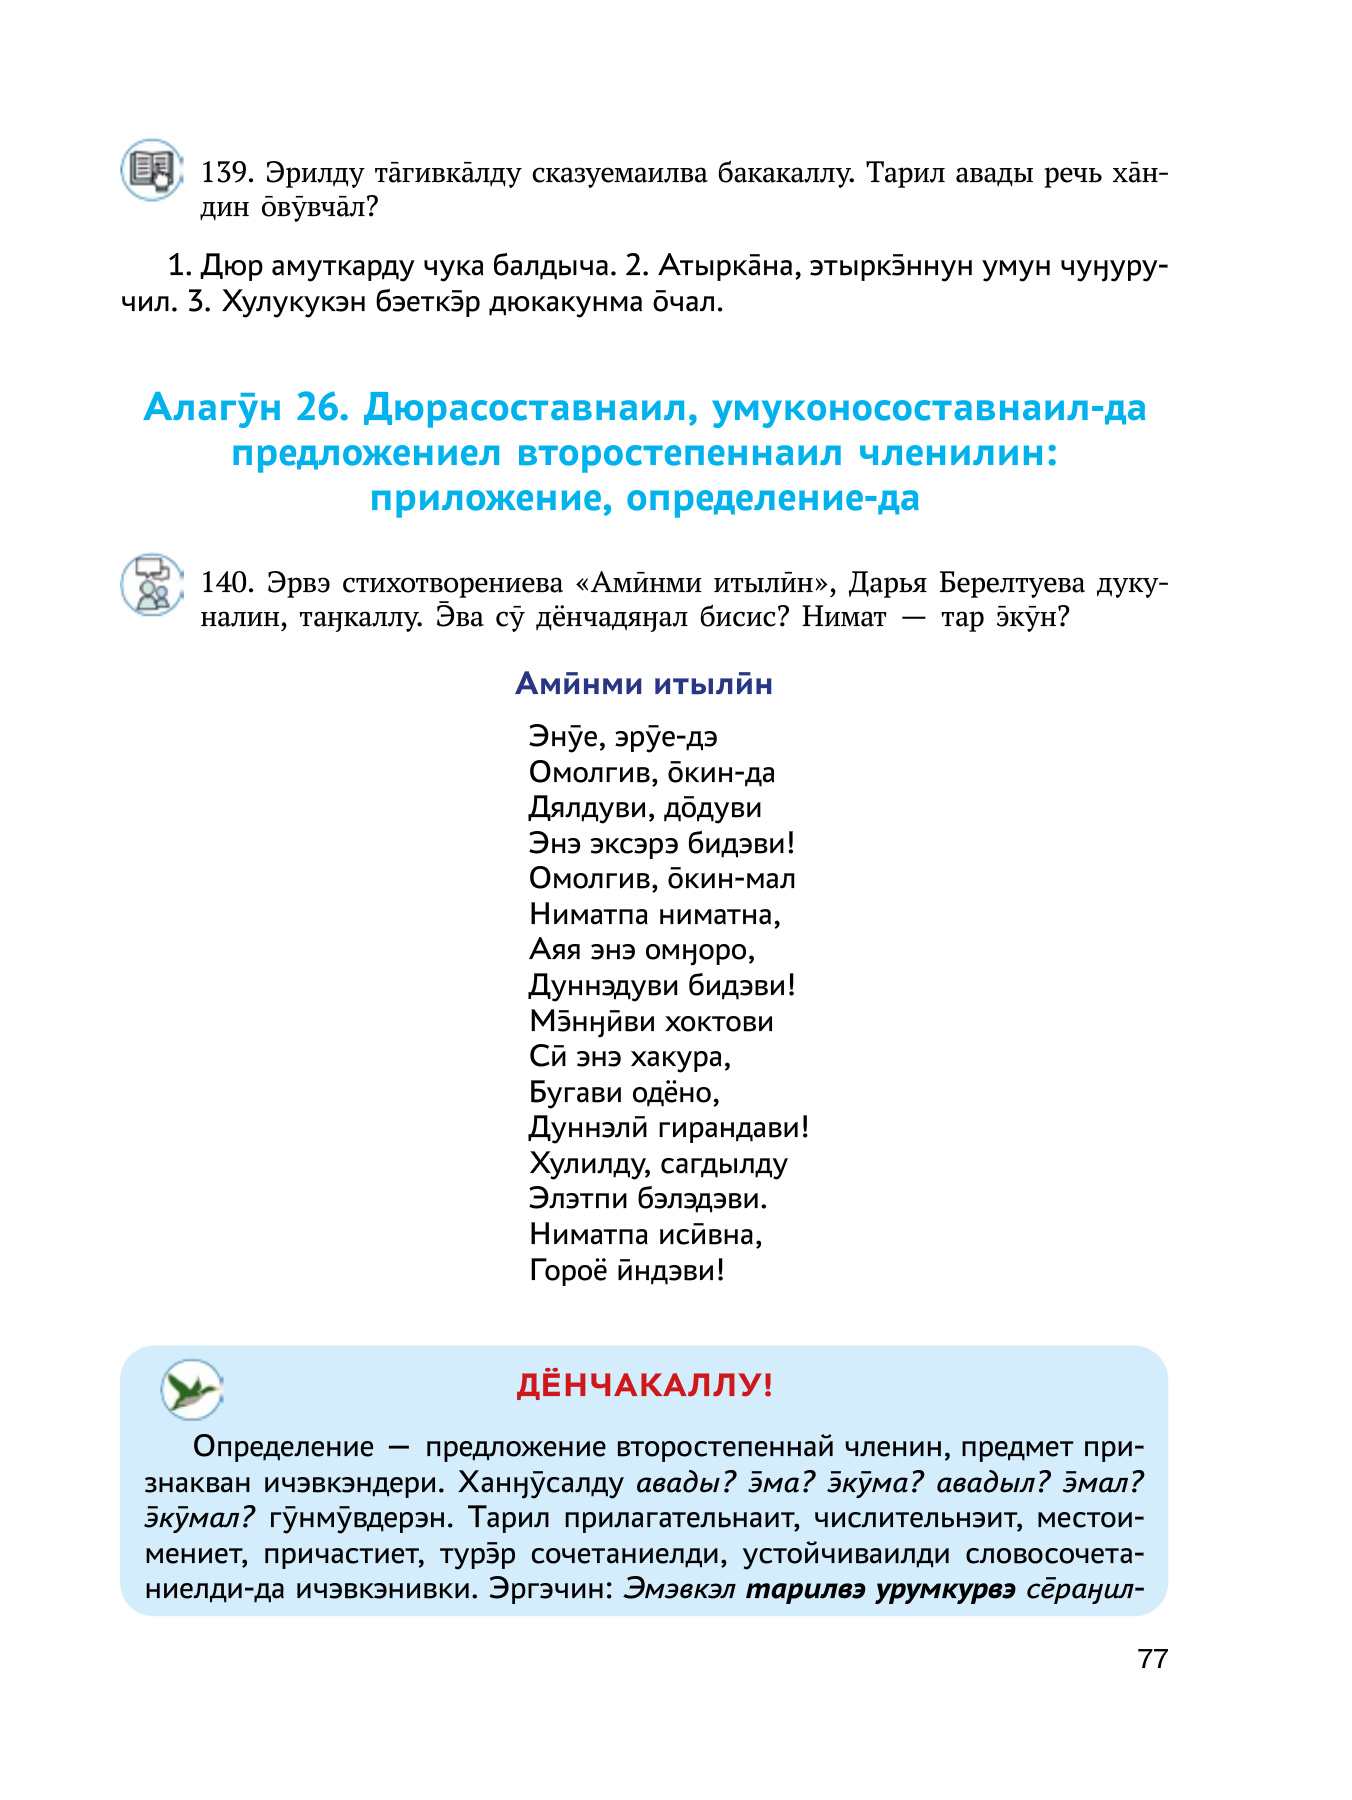 139. Эрилду та̄гивка̄лду сказуемаилва бакакаллу. Тарил авады речь ха̄н-
дин о̄вӯвча̄л?
1. Дюр амуткарду чука балдыча. 2. Атырка̄на, этыркэ̄ннун умун чуӈуру-
чил. 3. Хулукукэн бэеткэ̄р дюкакунма о̄чал.
Алагӯн 26. Дюрасоставнаил, умуконосоставнаил-да
предложениел второстепеннаил членилин:
приложение, определение-да
140. Эрвэ стихотворениева «Амӣнми итылӣн», Дарья Берелтуева дуку-
налин, таӈкаллу. Э̄ва сӯ дёнчадяӈал бисис? Нимат — тар э̄кӯн?
Амӣнми итылӣн
Энӯе, эрӯе-дэ
Омолгив, о̄кин-да
Дялдуви, до̄дуви
Энэ эксэрэ бидэви!
Омолгив, о̄кин-мал
Ниматпа ниматна,
Аяя энэ омӈоро,
Дуннэдуви бидэви!
Мэ̄нӈӣви хоктови
Сӣ энэ хакура,
Бугави одёно,
Дуннэлӣ гирандави!
Хулилду, сагдылду
Элэтпи бэлэдэви.
Ниматпа исӣвна,
Гороё ӣндэви!
ДЁНЧАКАЛЛУ!
Определение — предложение второстепеннай членин, предмет при-
знакван ичэвкэндери. Ханӈӯсалду авады? э̄ма? э̄кӯма? авадыл? э̄мал?
э̄кӯмал? гӯнмӯвдерэн. Тарил прилагательнаит, числительнэит, местои-
мениет, причастиет, турэ̄р сочетаниелди, устойчиваилди словосочета-
ниелди-да ичэвкэнивки. Эргэчин: Эмэвкэл тарилвэ урумкурвэ се̄раӈил-
77